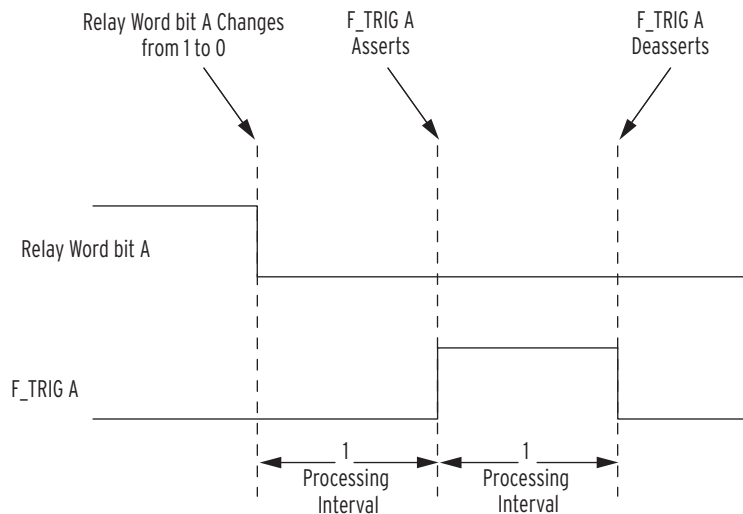 Relay Word bit A Changes
from 1 to 0
F_TRIG A
Asserts
F_TRIG A
Deasserts
Relay Word bit A
F_TRIG A
1
Processing
Interval
1
Processing
Interval